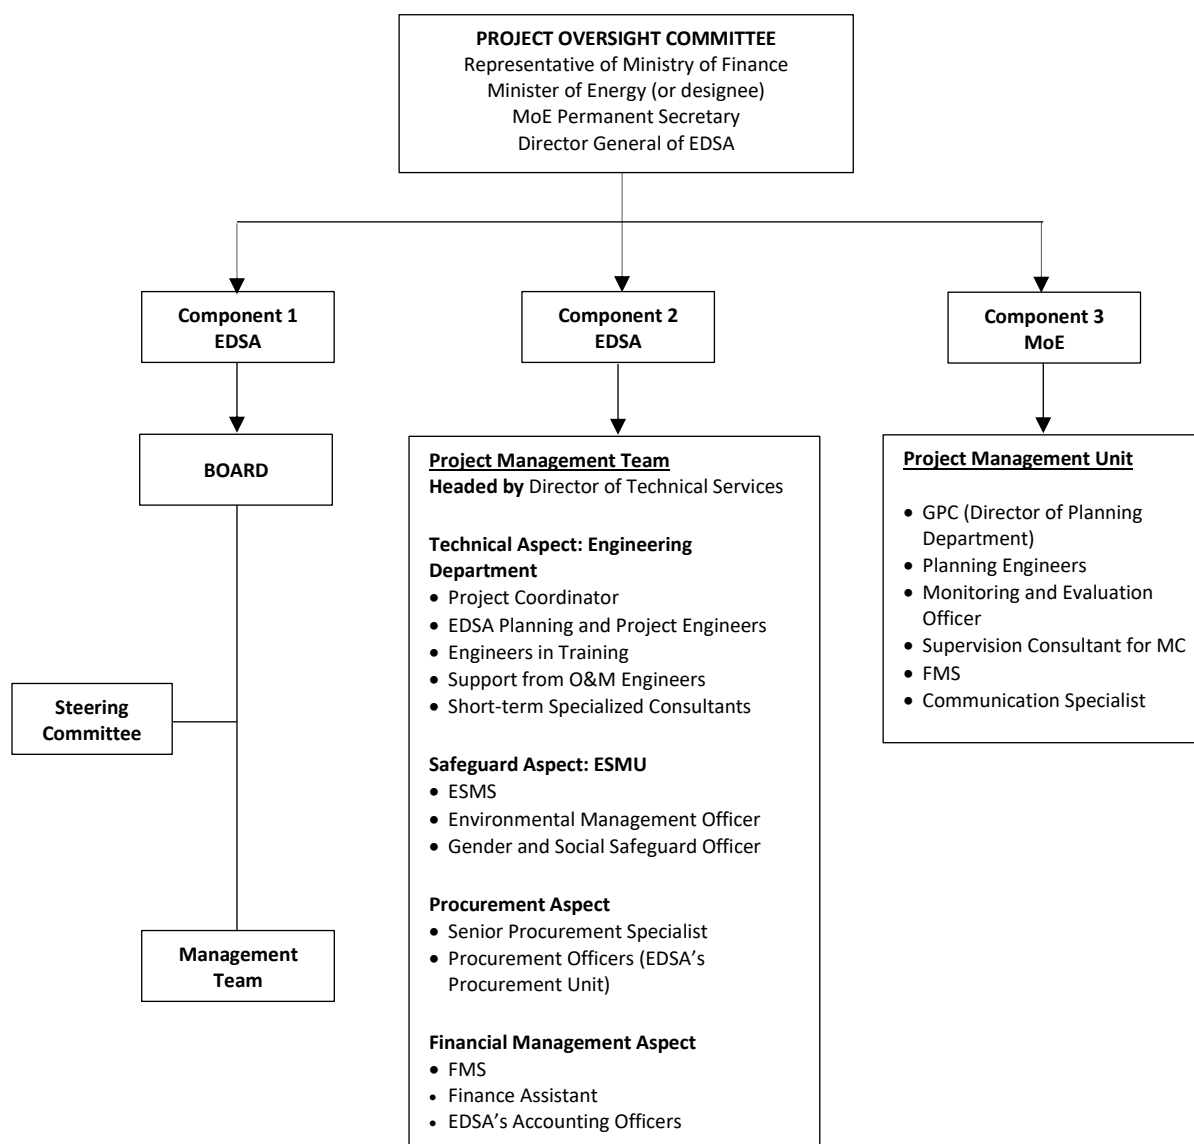 PROJECT OVERSIGHT COMMITTEE
Representative of Ministry of Finance
Minister of Energy (or designee)
MoE Permanent Secretary
Director General of EDSA
Component 1
EDSA
Component 2
EDSA
Component 3
MoE
BOARD
Steering
Committee
Management
Team
Project Management Team
Headed by Director of Technical Services
Technical Aspect: Engineering
Department
• Project Coordinator
• EDSA Planning and Project Engineers
• Engineers in Training
• Support from O&M Engineers
• Short-term Specialized Consultants
Safeguard Aspect: ESMU
• ESMS
• Environmental Management Officer
• Gender and Social Safeguard Officer
Procurement Aspect
• Senior Procurement Specialist
• Procurement Officers (EDSA’s
Procurement Unit)
Financial Management Aspect
• FMS
• Finance Assistant
• EDSA’s Accounting Officers
Project Management Unit
• GPC (Director of Planning
Department)
• Planning Engineers
• Monitoring and Evaluation
Officer
• Supervision Consultant for MC
• FMS
• Communication Specialist